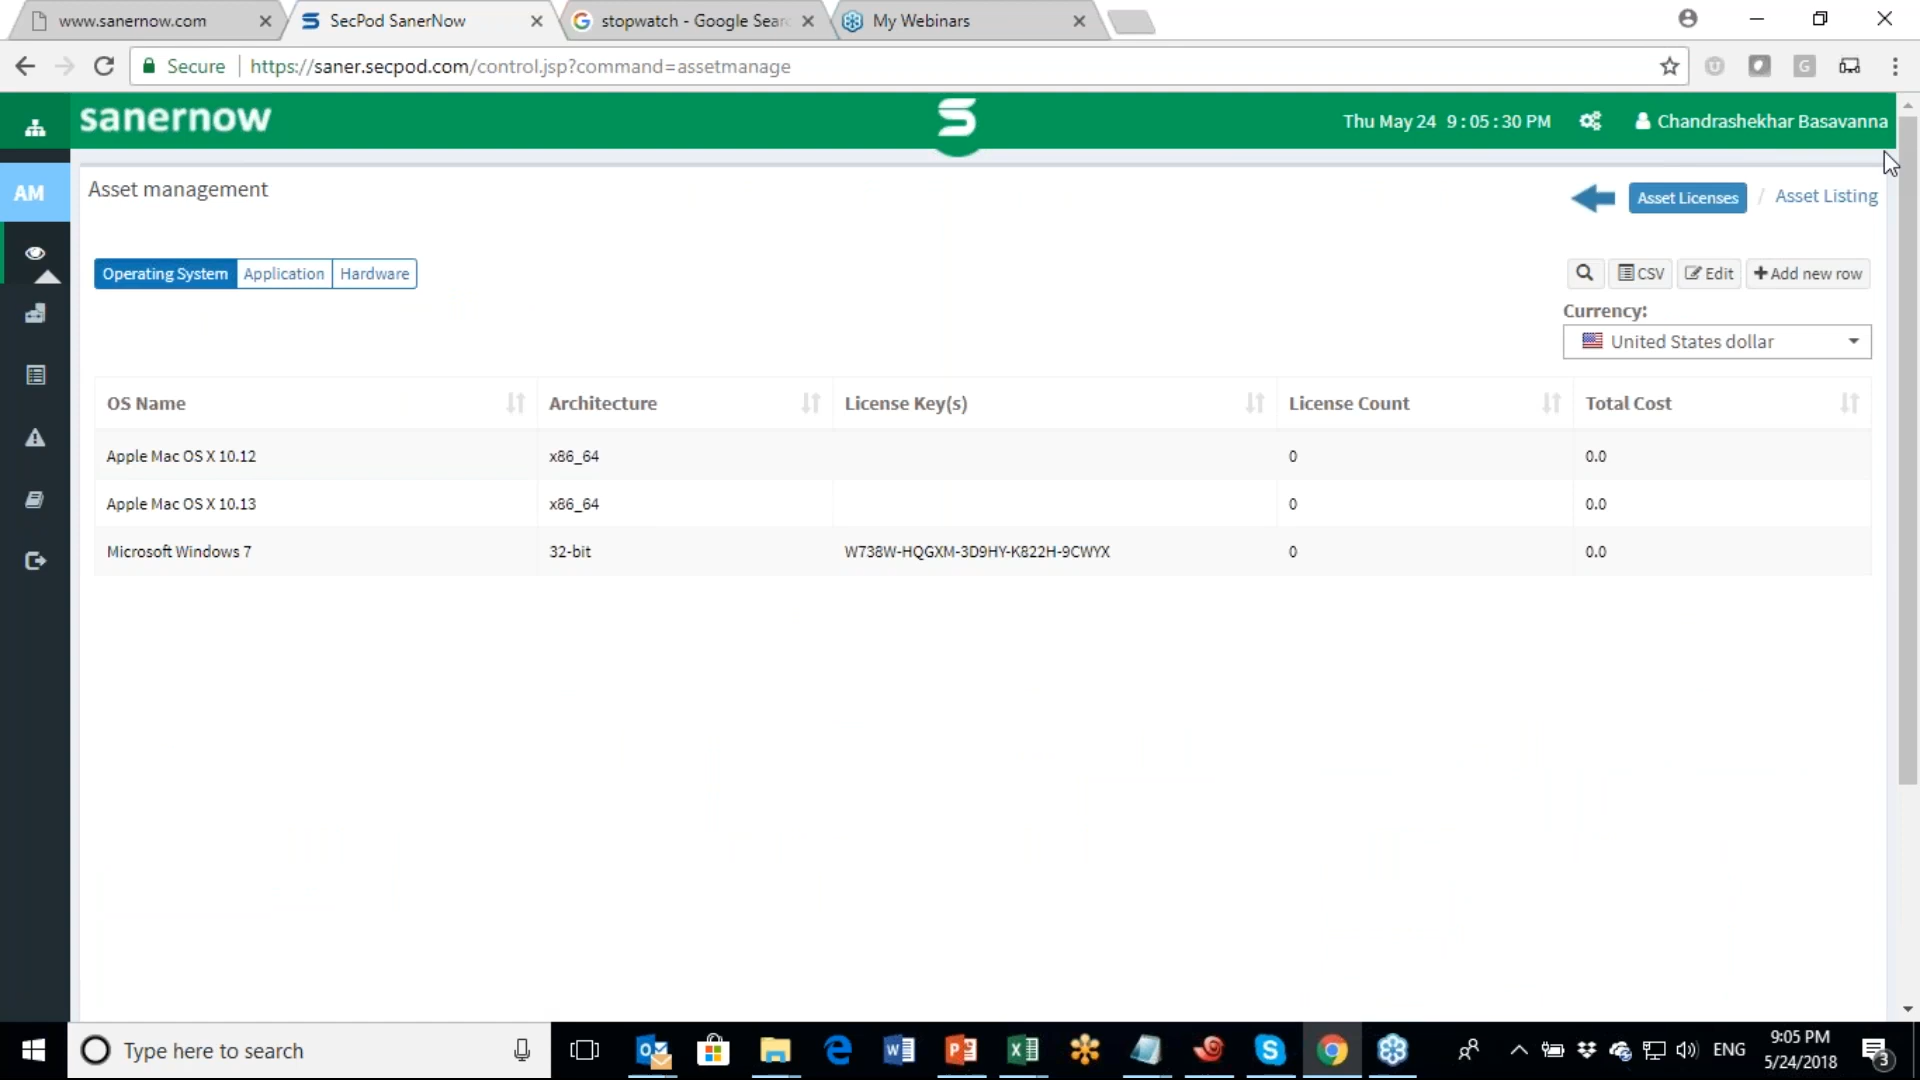 www.sanernow.com
SecPod SanerNow
stopwatch - Google Sear
My Webinars
Secure
https://saner.secpod.com/control.jsp?command=assetmanage
sanernow
Thu May 24 9 : 05 : 30 PM
Chandrashekhar Basavanna
AM
Asset management
Asset Licenses / Asset Listing
Operating System Application Hardware
CSV Edit Add new row
Currency:
United States dollar
OS Name Architecture License Key(s) License Count Total Cost
Apple Mac OS X 10.12 x86_64 0 0.0
Apple Mac OS X 10.13 x86_64 0 0.0
Microsoft Windows 7 32-bit W738W-HQGXM-3D9HY-K822H-9CWYX 0 0.0
Type here to search
ENG
9:05 PM
5/24/2018
3